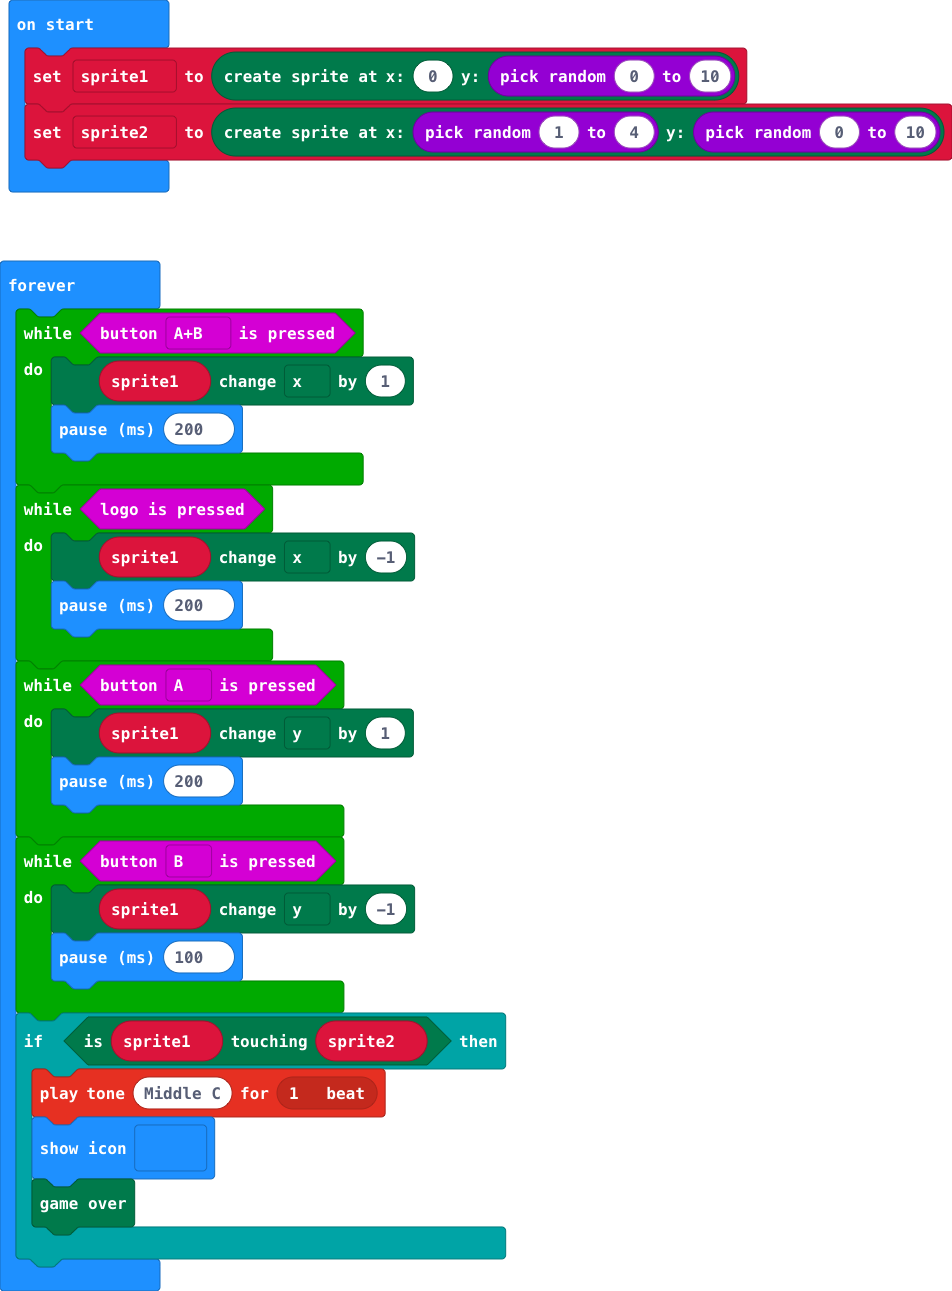 on start
set sprite1 to create sprite at x: 0 y: pick random 0 to 10
set sprite2 to create sprite at x: pick random 1 to 4 y: pick random 0 to 10
forever
while button A+B is pressed
do sprite1 change x by 1
pause (ms) 200
while logo is pressed
do sprite1 change x by −1
pause (ms) 200
while button A is pressed
do sprite1 change y by 1
pause (ms) 200
while button B is pressed
do sprite1 change y by −1
pause (ms) 100
if is sprite1 touching sprite2 then
play tone Middle C for 1 beat
show icon
game over